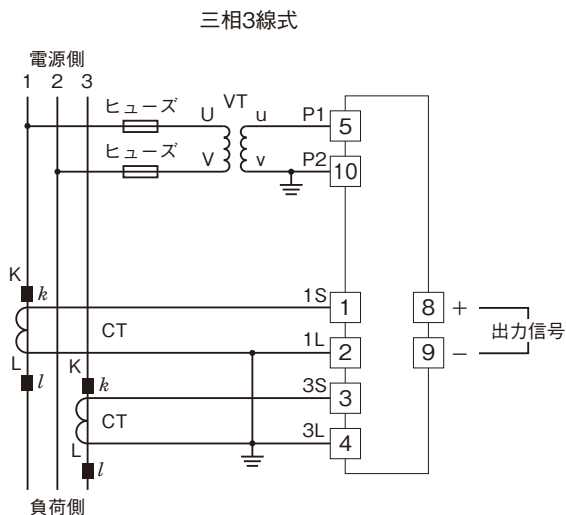 三相3線式
電源側
1 2 3
ヒューズ
U VT u P1 5
ヒューズ
V v P2 10
K k
1S 1
8 +
CT
出力信号
1L 2
9 −
L l
K k
3S 3
CT
3L 4
L l
負荷側